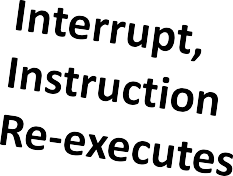 Interrupt,
Instruction
Re-executes